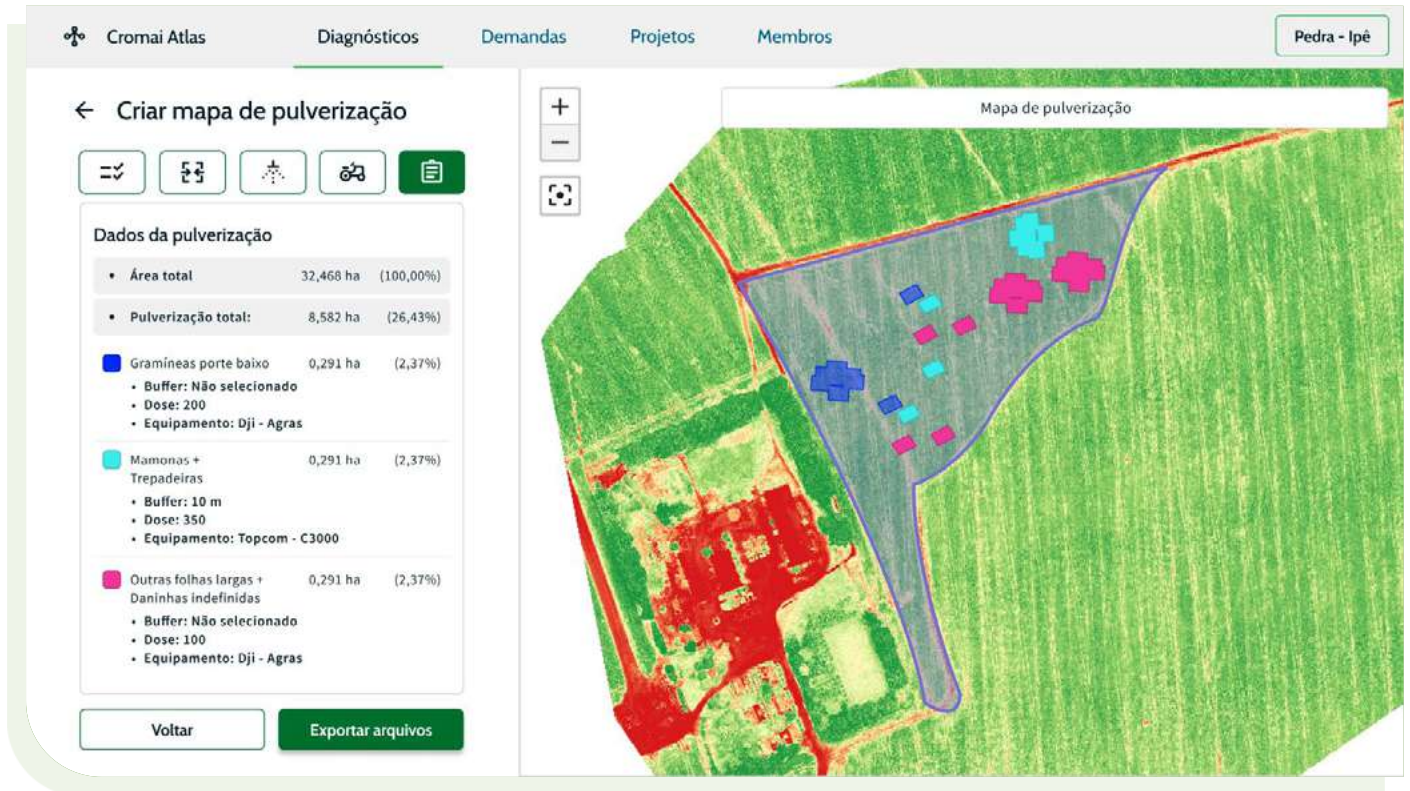 Cromai Atlas
Diagnósticos
Demandas
Projetos
Membros
Pedra - Ipê
← Criar mapa de pulverização
Dados da pulverização
• Área total 32,468 ha (100,00%)
• Pulverização total: 8,582 ha (26,43%)
Gramíneas porte baixo 0,291 ha (2,37%)
• Buffer: Não selecionado
• Dose: 200
• Equipamento: Dji - Agras
Mamonas + 0,291 ha (2,37%)
Trepadeiras
• Buffer: 10 m
• Dose: 350
• Equipamento: Topcom - C3000
Outras folhas largas + 0,291 ha (2,37%)
Daninhas indefinidas
• Buffer: Não selecionado
• Dose: 100
• Equipamento: Dji - Agras
Voltar
Exportar arquivos
+
−
Mapa de pulverização